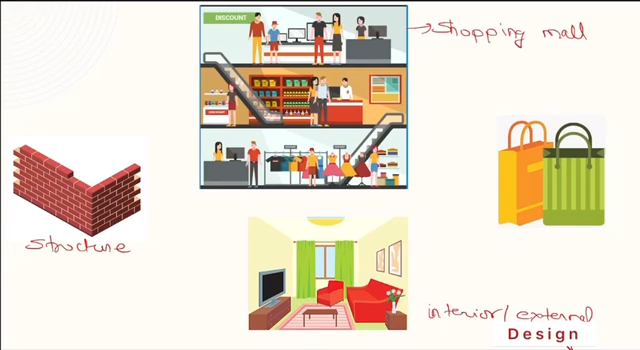 DISCOUNT
Shopping mall
Structure
interior/external
Design